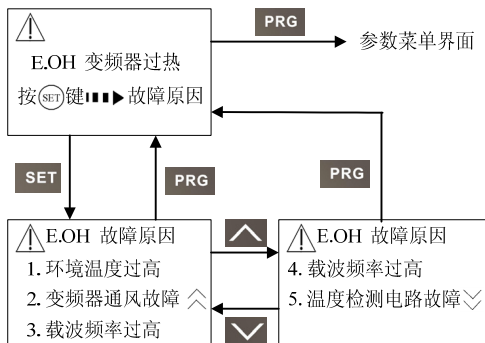 PRG
参数菜单界面
E.OH 变频器过热
按SET键 故障原因
SET
PRG
PRG
E.OH 故障原因
1. 环境温度过高
2. 变频器通风故障
3. 载波频率过高
E.OH 故障原因
4. 载波频率过高
5. 温度检测电路故障